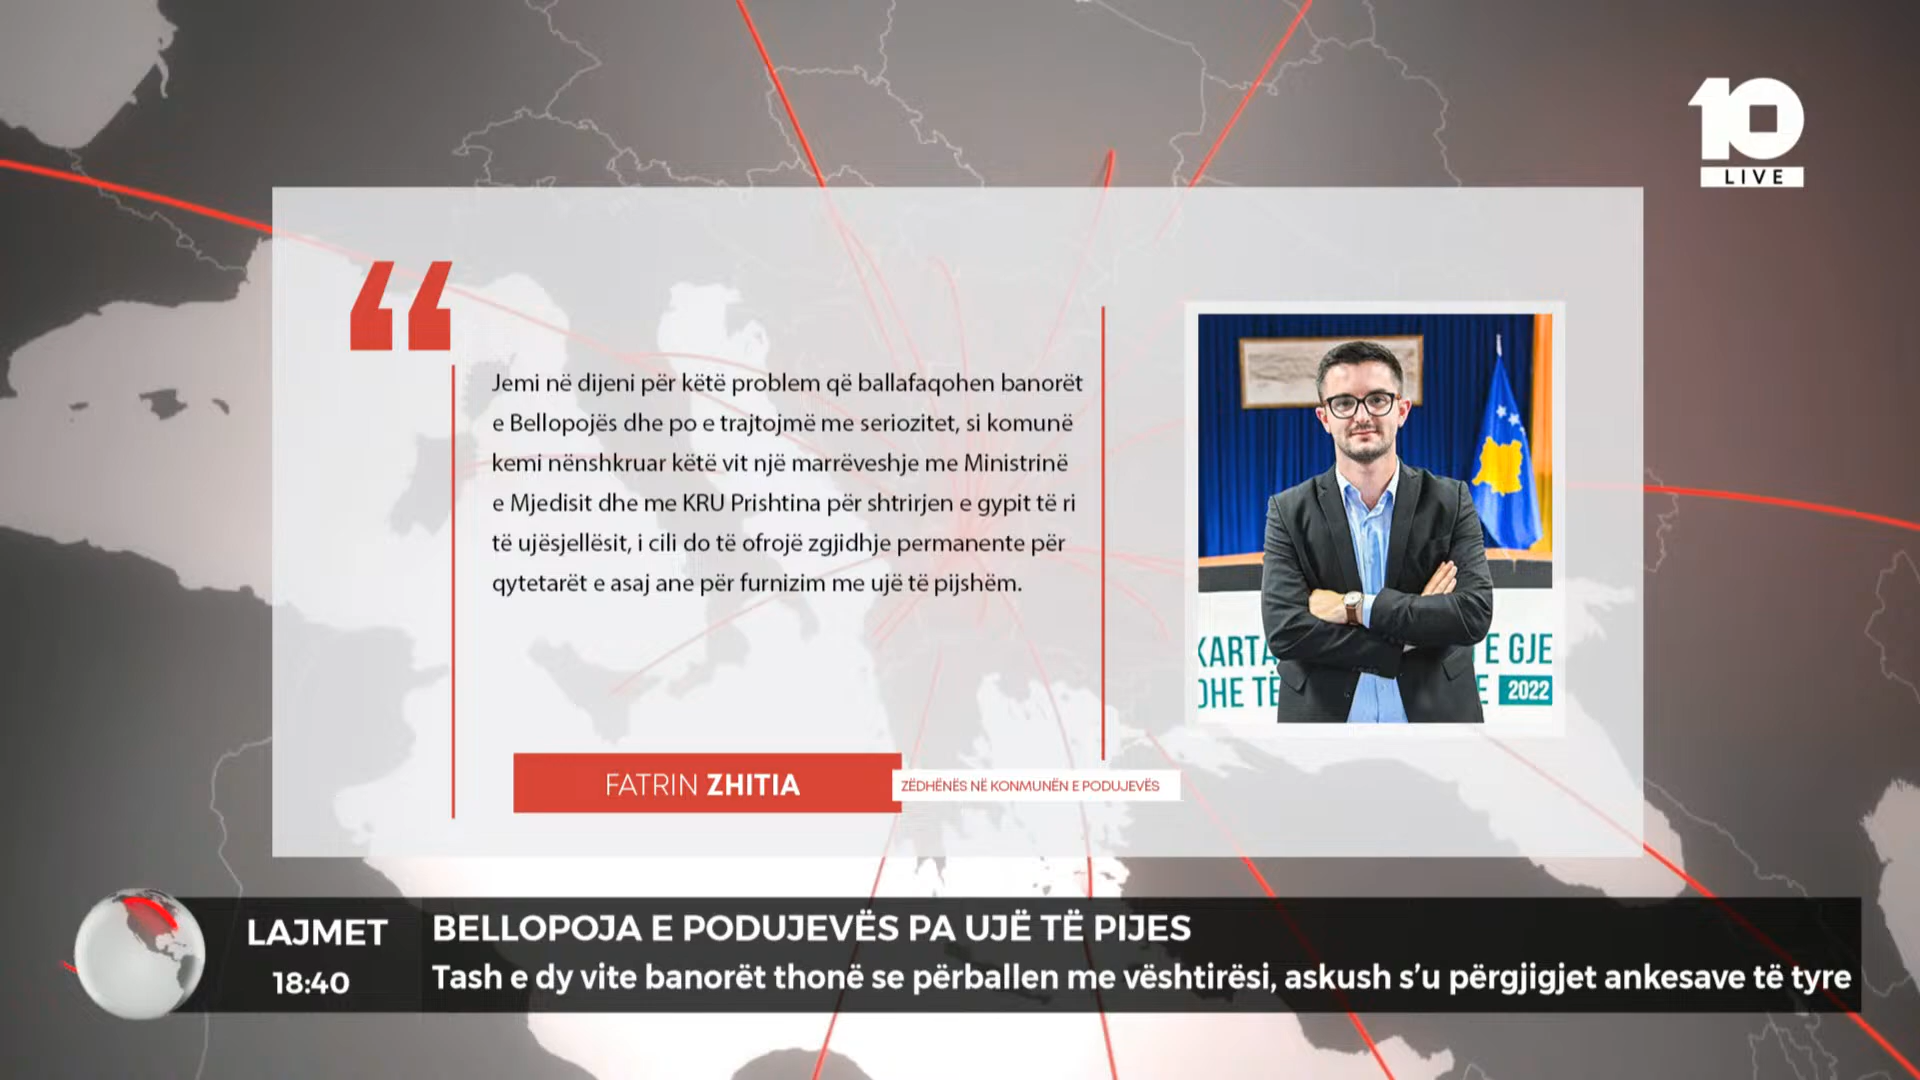 10
LIVE
“
Jemi në dijeni për këtë problem që ballafaqohen banorët
e Bellopojës dhe po e trajtojmë me seriozitet, si komunë
kemi nënshkruar këtë vit një marrëveshje me Ministrinë
e Mjedisit dhe me KRU Prishtina për shtrirjen e gypit të ri
të ujësjellësit, i cili do të ofrojë zgjidhje permanente për
qytetarët e asaj ane për furnizim me ujë të pijshëm.
E GJE
2022
FATRIN ZHITIA
ZËDHËNËS NË KONMUNËN E PODUJEVËS
LAJMET
18:40
BELLOPOJA E PODUJEVËS PA UJË TË PIJES
Tash e dy vite banorët thonë se përballen me vështirësi, askush s’u përgjigjet ankesave të tyre